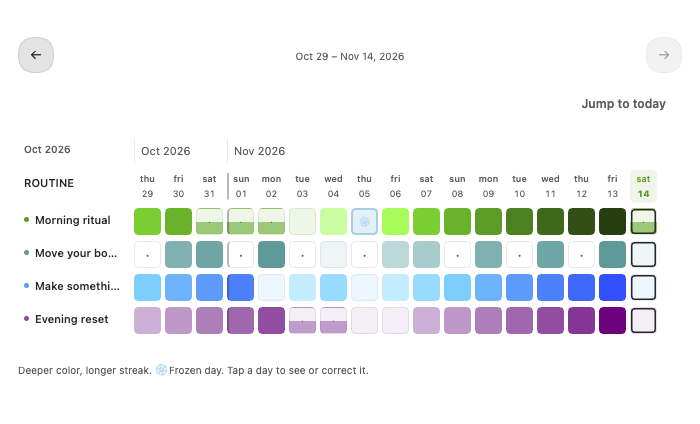 ←
Oct 29 – Nov 14, 2026
→
Jump to today
Oct 2026
Oct 2026
Nov 2026
ROUTINE
thu fri sat sun mon tue wed thu fri sat sun mon tue wed thu fri sat
29 30 31 01 02 03 04 05 06 07 08 09 10 11 12 13 14
Morning ritual
Move your bo...
Make somethi...
Evening reset
Deeper color, longer streak. ❄️Frozen day. Tap a day to see or correct it.